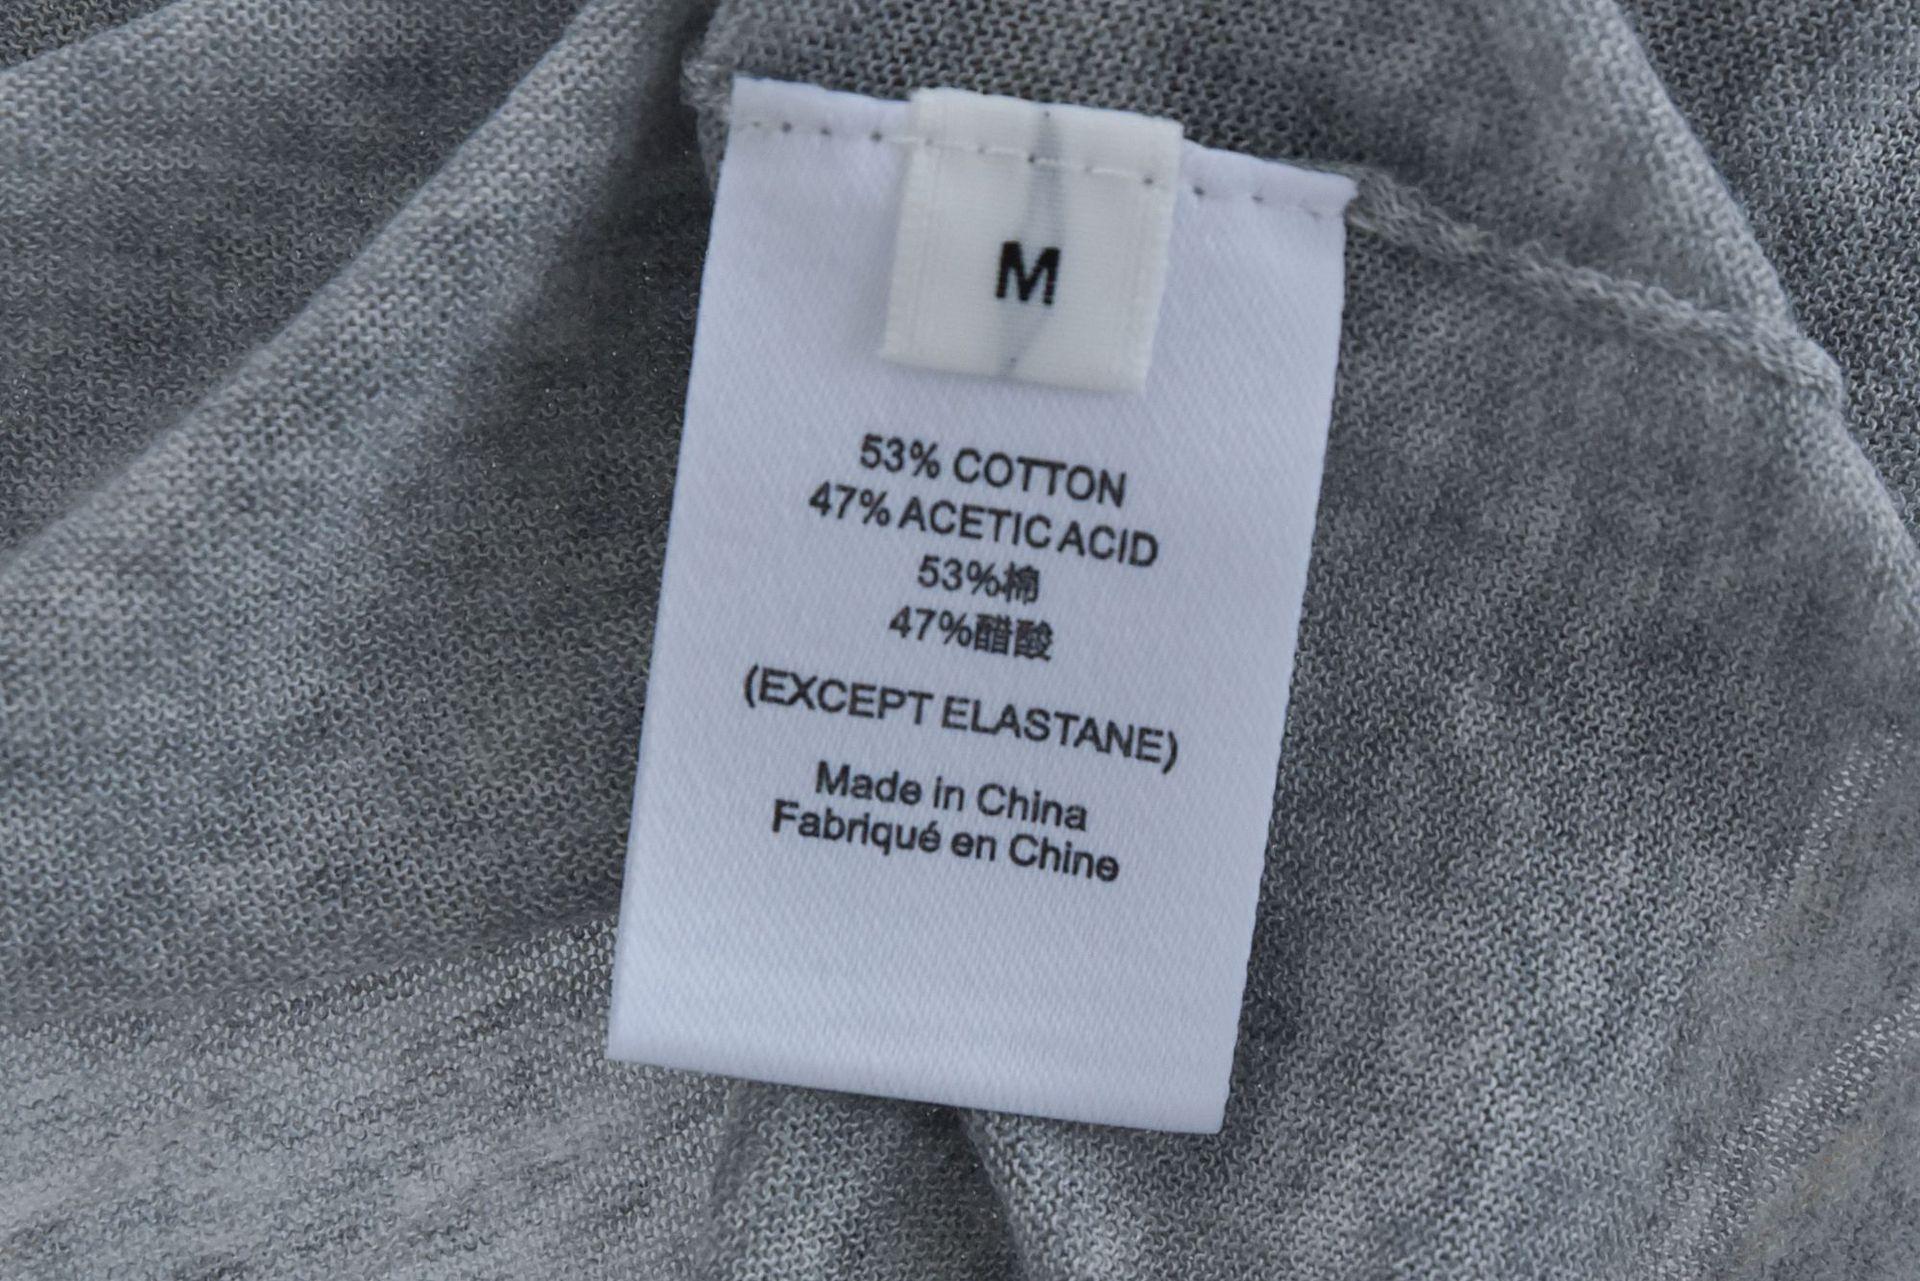 M
53% COTTON
47% ACETIC ACID
53%棉
47%醋酸
(EXCEPT ELASTANE)
Made in China
Fabriqué en Chine